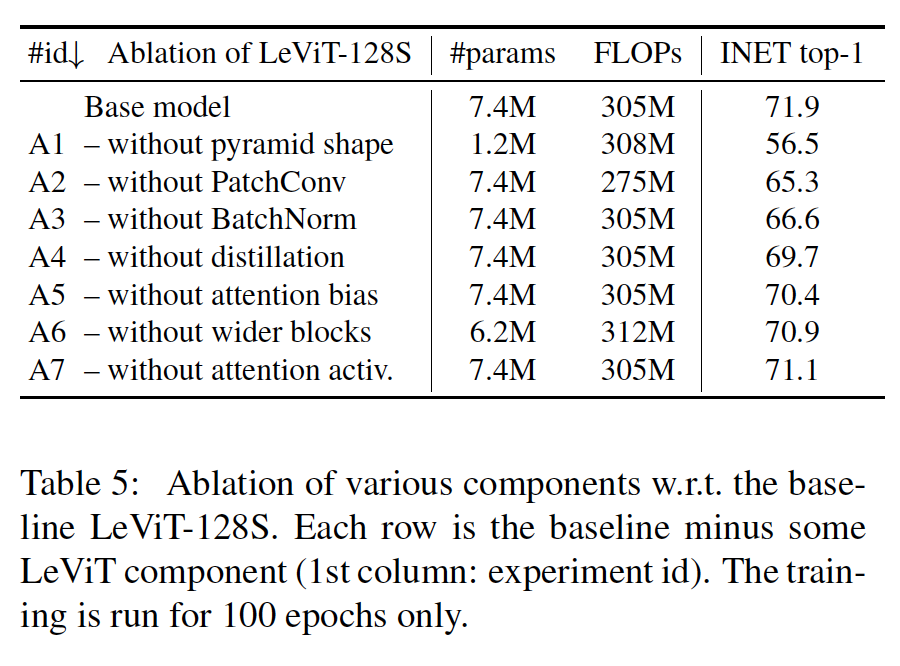 #id↓ Ablation of LeViT-128S #params FLOPs INET top-1
Base model 7.4M 305M 71.9
A1 – without pyramid shape 1.2M 308M 56.5
A2 – without PatchConv 7.4M 275M 65.3
A3 – without BatchNorm 7.4M 305M 66.6
A4 – without distillation 7.4M 305M 69.7
A5 – without attention bias 7.4M 305M 70.4
A6 – without wider blocks 6.2M 312M 70.9
A7 – without attention activ. 7.4M 305M 71.1
Table 5: Ablation of various components w.r.t. the base-
line LeViT-128S. Each row is the baseline minus some
LeViT component (1st column: experiment id). The train-
ing is run for 100 epochs only.